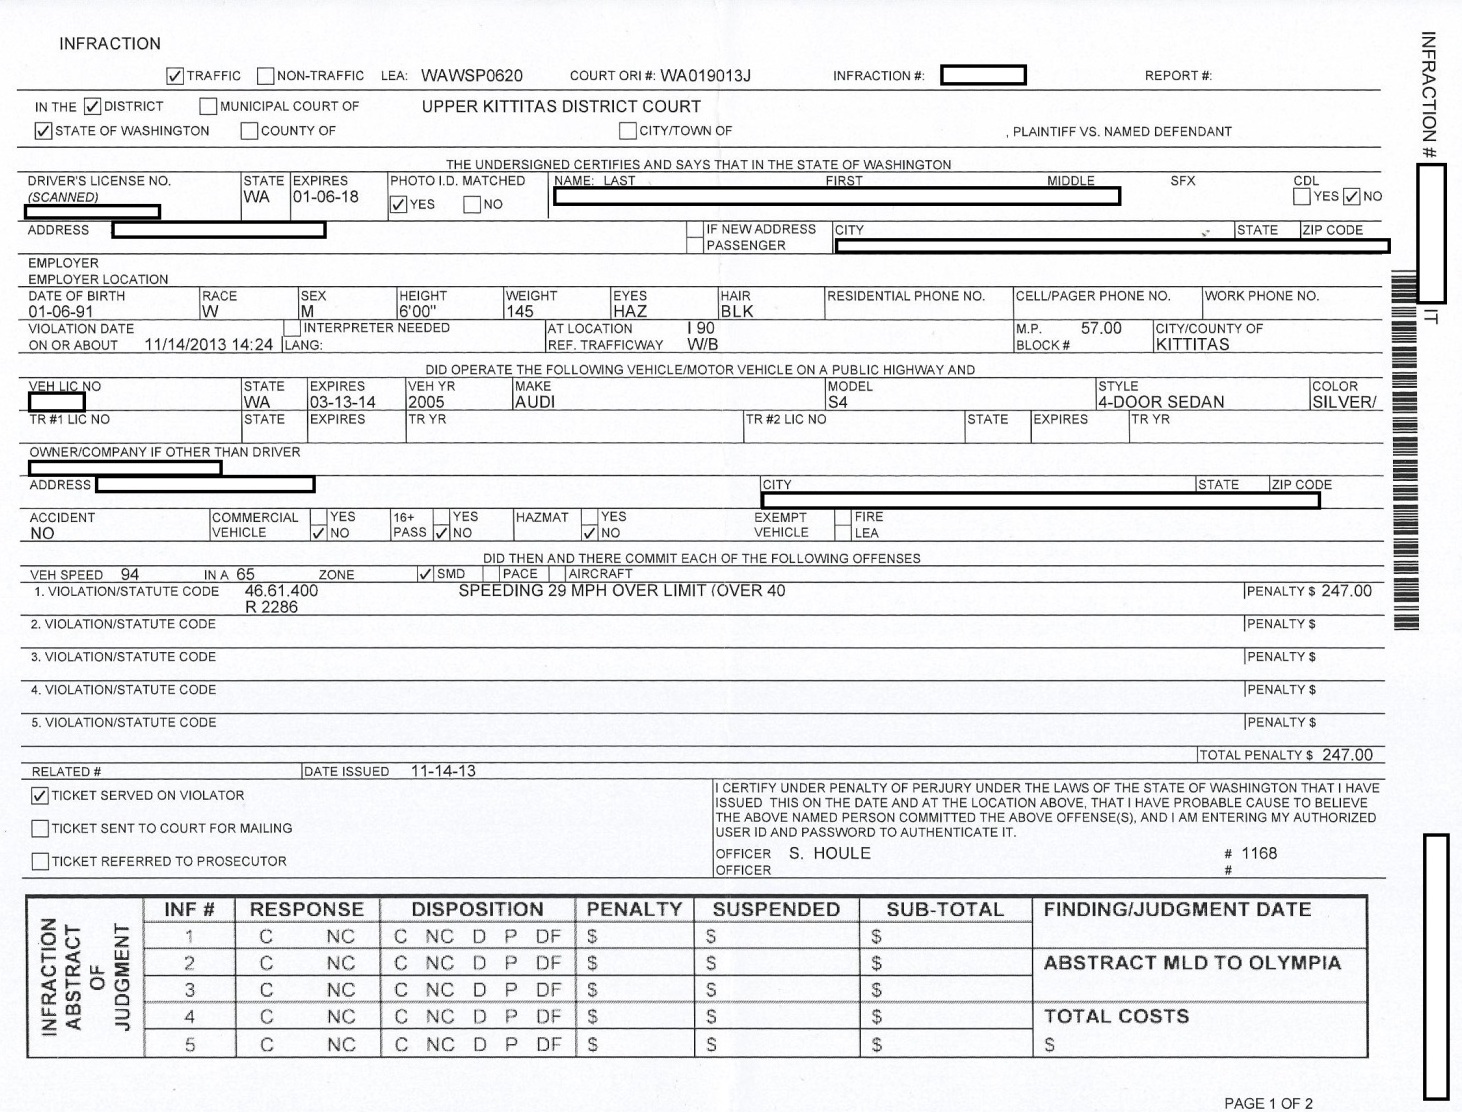 INFRACTION
TRAFFIC NON-TRAFFIC LEA: WAWSP0620 COURT ORI #: WA019013J INFRACTION #: REPORT #:
IN THE DISTRICT MUNICIPAL COURT OF UPPER KITTITAS DISTRICT COURT
STATE OF WASHINGTON COUNTY OF CITY/TOWN OF , PLAINTIFF VS. NAMED DEFENDANT
THE UNDERSIGNED CERTIFIES AND SAYS THAT IN THE STATE OF WASHINGTON
DRIVER'S LICENSE NO. STATE EXPIRES PHOTO I.D. MATCHED NAME: LAST FIRST MIDDLE SFX CDL
(SCANNED) WA 01-06-18 YES NO YES NO
ADDRESS IF NEW ADDRESS CITY STATE ZIP CODE
PASSENGER
EMPLOYER
EMPLOYER LOCATION
DATE OF BIRTH RACE SEX HEIGHT WEIGHT EYES HAIR RESIDENTIAL PHONE NO. CELL/PAGER PHONE NO. WORK PHONE NO.
01-06-91 W M 6'00" 145 HAZ BLK
VIOLATION DATE INTERPRETER NEEDED AT LOCATION I 90 M.P. 57.00 CITY/COUNTY OF
ON OR ABOUT 11/14/2013 14:24 LANG: REF. TRAFFICWAY W/B BLOCK # KITTITAS
DID OPERATE THE FOLLOWING VEHICLE/MOTOR VEHICLE ON A PUBLIC HIGHWAY AND
VEH LIC NO STATE EXPIRES VEH YR MAKE MODEL STYLE COLOR
WA 03-13-14 2005 AUDI S4 4-DOOR SEDAN SILVER/
TR #1 LIC NO STATE EXPIRES TR YR TR #2 LIC NO STATE EXPIRES TR YR
OWNER/COMPANY IF OTHER THAN DRIVER
ADDRESS CITY STATE ZIP CODE
ACCIDENT COMMERCIAL YES 16+ YES HAZMAT YES EXEMPT FIRE
NO VEHICLE NO PASS NO NO VEHICLE LEA
DID THEN AND THERE COMMIT EACH OF THE FOLLOWING OFFENSES
VEH SPEED 94 IN A 65 ZONE SMD PACE AIRCRAFT
1. VIOLATION/STATUTE CODE 46.61.400 SPEEDING 29 MPH OVER LIMIT (OVER 40 PENALTY $ 247.00
R 2286
2. VIOLATION/STATUTE CODE PENALTY $
3. VIOLATION/STATUTE CODE PENALTY $
4. VIOLATION/STATUTE CODE PENALTY $
5. VIOLATION/STATUTE CODE PENALTY $
TOTAL PENALTY $ 247.00
RELATED # DATE ISSUED 11-14-13
TICKET SERVED ON VIOLATOR
TICKET SENT TO COURT FOR MAILING
TICKET REFERRED TO PROSECUTOR
I CERTIFY UNDER PENALTY OF PERJURY UNDER THE LAWS OF THE STATE OF WASHINGTON THAT I HAVE
ISSUED THIS ON THE DATE AND AT THE LOCATION ABOVE, THAT I HAVE PROBABLE CAUSE TO BELIEVE
THE ABOVE NAMED PERSON COMMITTED THE ABOVE OFFENSE(S), AND I AM ENTERING MY AUTHORIZED
USER ID AND PASSWORD TO AUTHENTICATE IT.
OFFICER S. HOULE # 1168
OFFICER #
INFRACTION ABSTRACT OF JUDGMENT
INF # RESPONSE DISPOSITION PENALTY SUSPENDED SUB-TOTAL FINDING/JUDGMENT DATE
1 C NC C NC D P DF $ $ $
2 C NC C NC D P DF $ $ $ ABSTRACT MLD TO OLYMPIA
3 C NC C NC D P DF $ $ $
4 C NC C NC D P DF $ $ $ TOTAL COSTS
5 C NC C NC D P DF $ $ $ $
INFRACTION #
IT
PAGE 1 OF 2